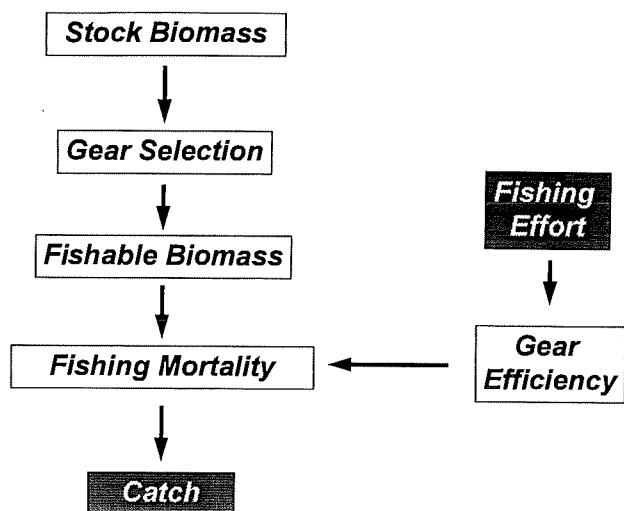 Stock Biomass
Gear Selection
Fishing
Effort
Fishable Biomass
Fishing Mortality
Gear
Efficiency
Catch